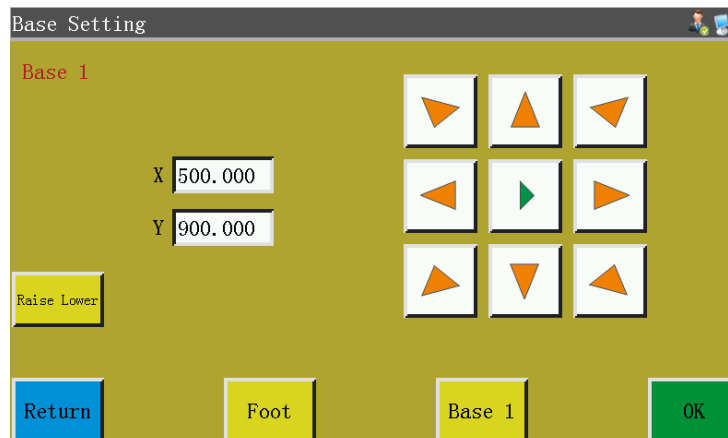 Base Setting
Base 1
X 500.000
Y 900.000
Raise Lower
Return
Foot
Base 1
OK